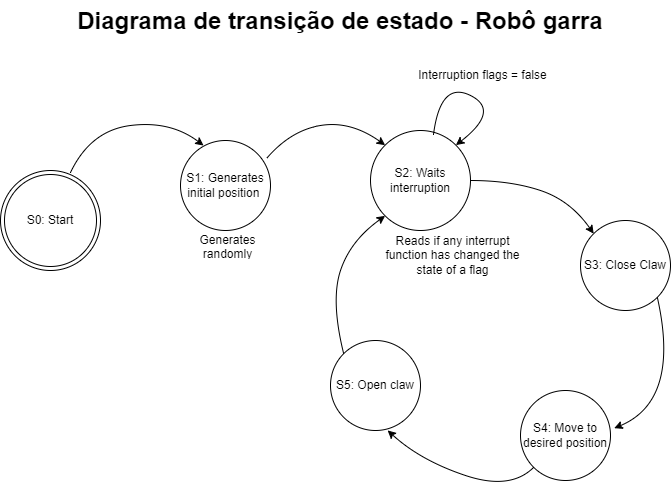 Diagrama de transição de estado - Robô garra
Interruption flags = false
S0: Start
S1: Generates
initial position
Generates
randomly
S2: Waits
interruption
Reads if any interrupt
function has changed the
state of a flag
S3: Close Claw
S4: Move to
desired position
S5: Open claw